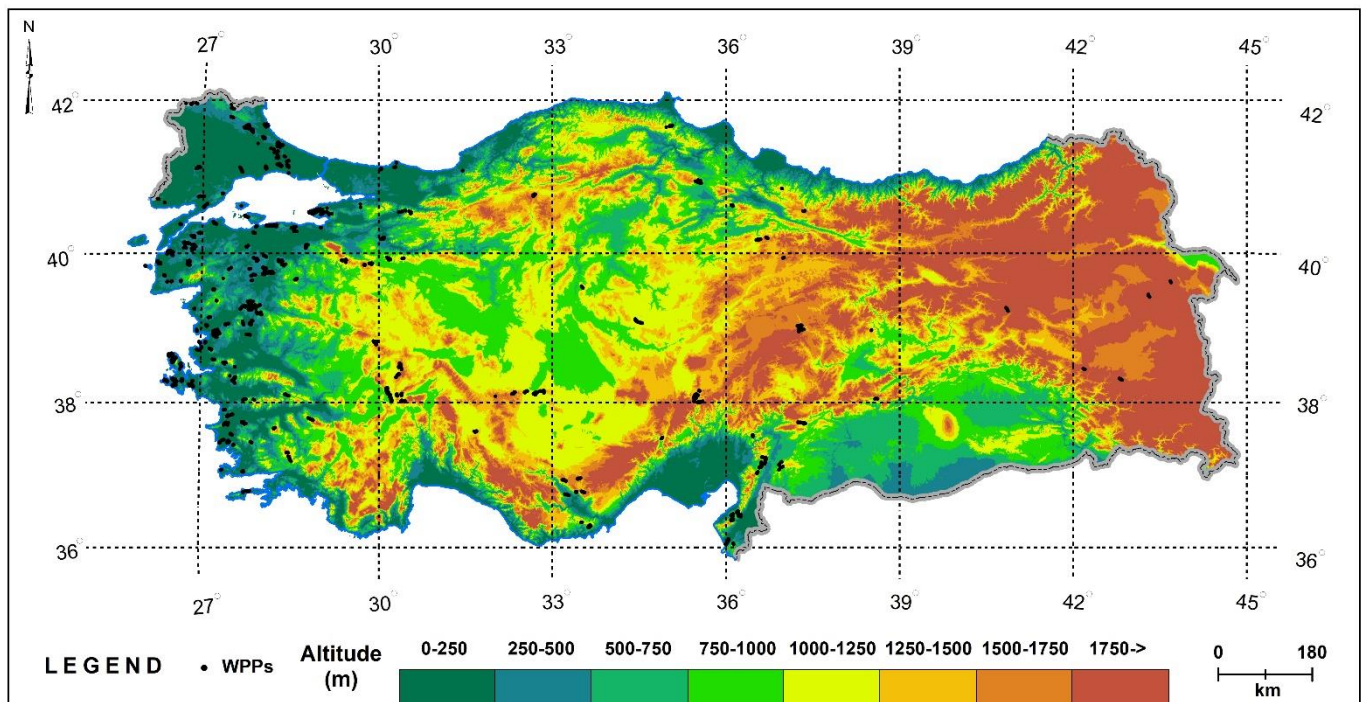 N
27° 30° 33° 36° 39° 42° 45°
42° 42°
40° 40°
38° 38°
36° 36°
27° 30° 33° 36° 39° 42° 45°
LEGEND • WPPs Altitude (m) 0-250 250-500 500-750 750-1000 1000-1250 1250-1500 1500-1750 1750->
0 180
km